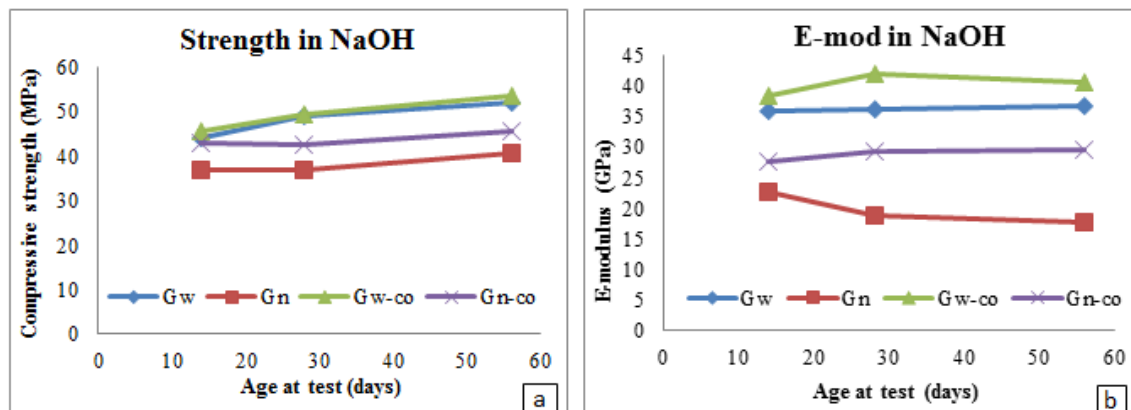 Strength in NaOH
Compressive strength (MPa)
60
50
40
30
20
10
0
Gw Gn Gw-co Gn-co
0 10 20 30 40 50 60
Age at test (days)
a
E-mod in NaOH
E-modulus (GPa)
45
40
35
30
25
20
15
10
5
0
Gw Gn Gw-co Gn-co
0 10 20 30 40 50 60
Age at test (days)
b